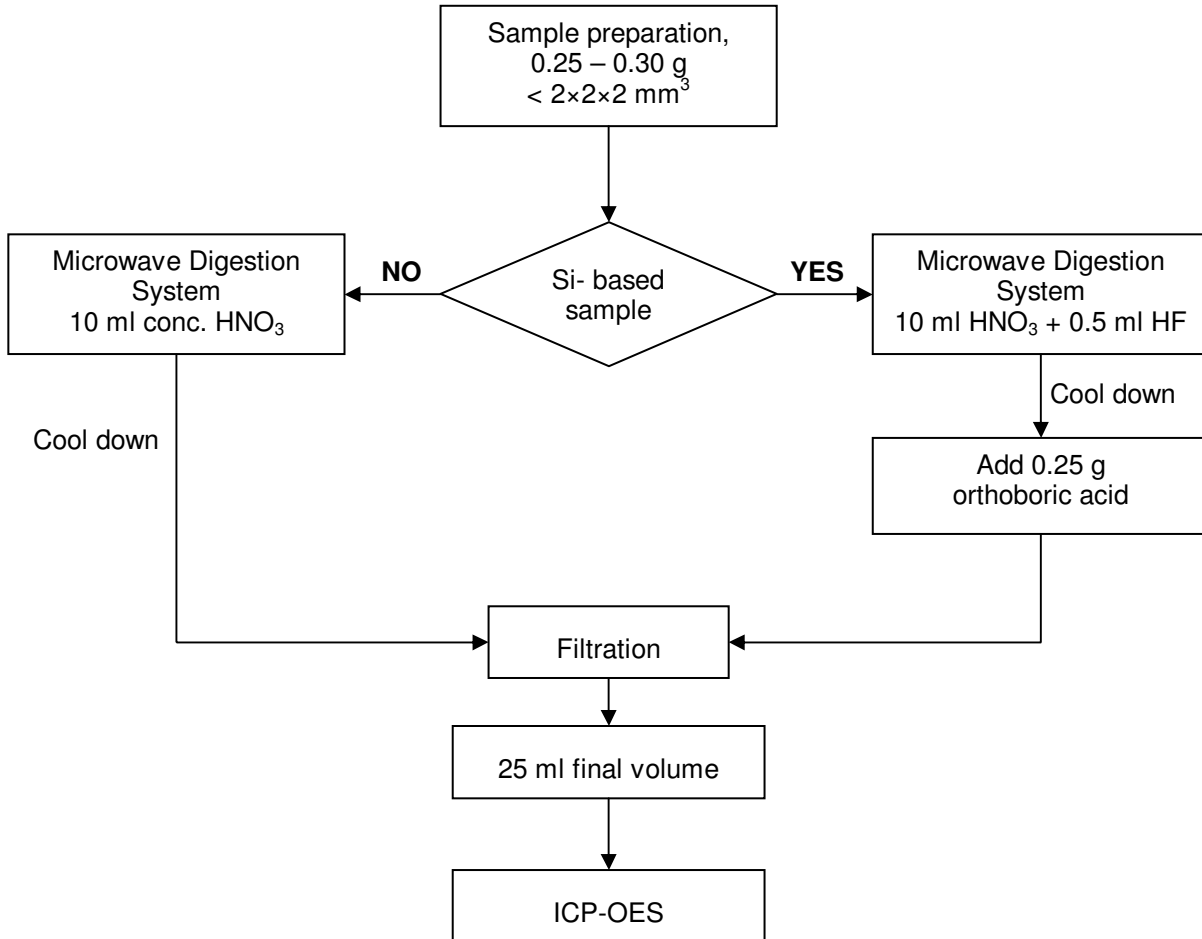 Sample preparation,
0.25 – 0.30 g
< 2×2×2 mm³
Microwave Digestion
System
10 ml conc. HNO₃
NO
Si- based
sample
YES
Microwave Digestion
System
10 ml HNO₃ + 0.5 ml HF
Cool down
Cool down
Add 0.25 g
orthoboric acid
Filtration
25 ml final volume
ICP-OES